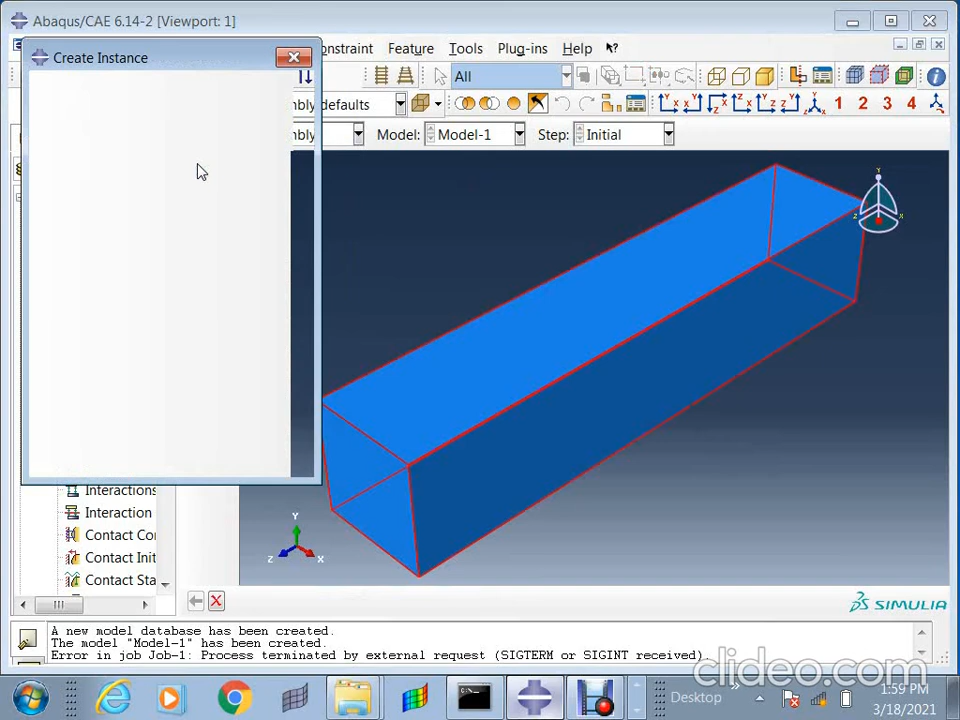 Abaqus/CAE 6.14-2 [Viewport: 1]
Create Instance
onstraint Feature Tools Plug-ins Help
All
mbly defaults
1 2 3 4
mbly Model: Model-1 Step: Initial
Y
Z X
Interactions
Interaction
Contact Cor
Contact Init
Contact Sta
Y
Z X
SIMULIA
A new model database has been created.
The model "Model-1" has been created.
Error in job Job-1: Process terminated by external request (SIGTERM or SIGINT received).
clideo.com
Desktop
1:59 PM
3/18/2021